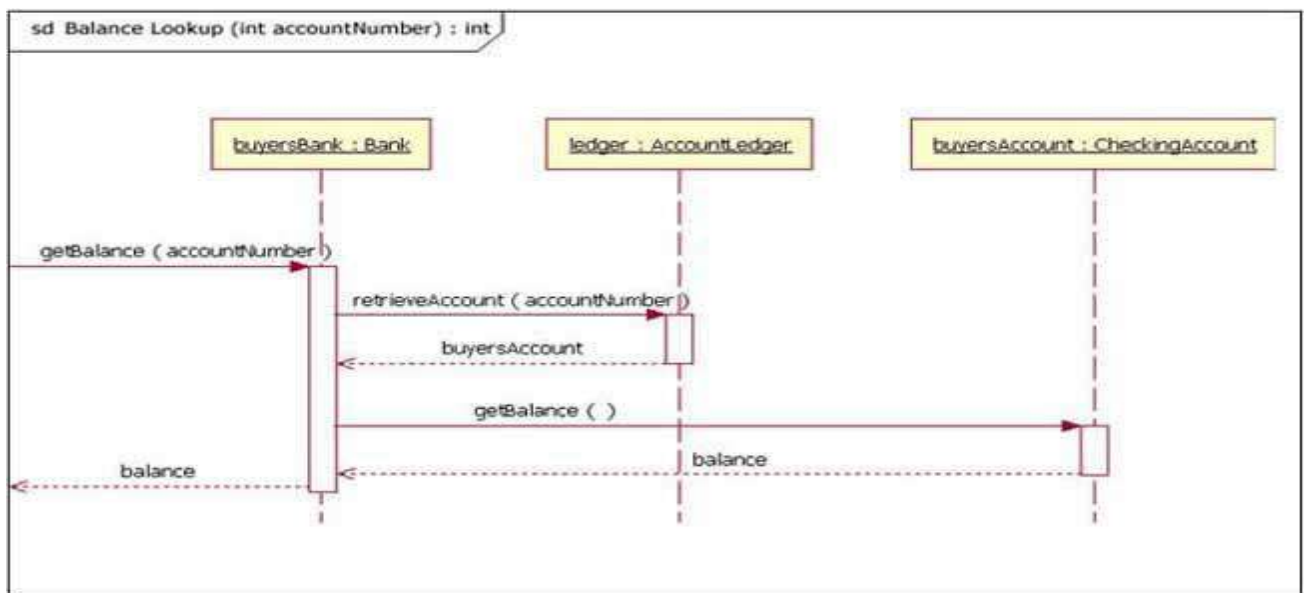 sd Balance Lookup (int accountNumber) : int
buyersBank : Bank
ledger : AccountLedger
buyersAccount : CheckingAccount
getBalance ( accountNumber )
retrieveAccount ( accountNumber )
buyersAccount
getBalance ( )
balance
balance